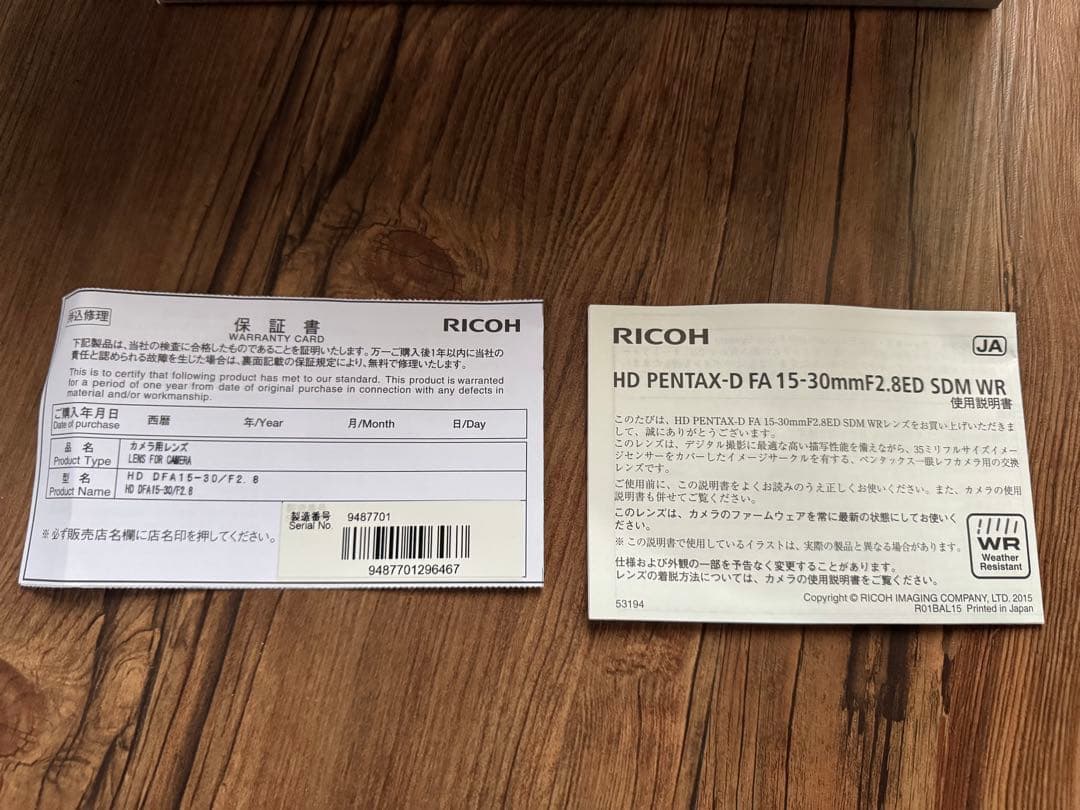 持込修理
保証書
RICOH
WARRANTY CARD
下記製品は、当社の検査に合格したものであることを証明いたします。万一ご購入後1年以内に当社の
責任と認められる故障を生じた場合は、裏面記載の保証規定により、無料で修理いたします。
This is to certify that following product has met to our standard. This product is warranted
for a period of one year from date of original purchase in connection with any defects in
material and/or workmanship.
ご購入年月日
Date of purchase
西暦 年/Year 月/Month 日/Day
品名
Product Type
カメラ用レンズ
LENS FOR CAMERA
型名
Product Name
HD DFA15-30/F2.8
HD DFA15-30/F2.8
※必ず販売店名欄に店名印を押してください。
製造番号
Serial No.
9487701
9487701296467
RICOH
JA
HD PENTAX-D FA 15-30mmF2.8ED SDM WR
使用説明書
このたびは、HD PENTAX-D FA 15-30mmF2.8ED SDM WRレンズをお買い上げいただきま
して、誠にありがとうございます。
このレンズは、デジタル撮影に最適な高い描写性能を備えながら、35ミリフルサイズイメー
ジセンサーをカバーしたイメージサークルを有する、ペンタックス一眼レフカメラ用の交換
レンズです。
ご使用前に、この説明書をよくお読みのうえ正しくお使いください。また、カメラの使用
説明書も併せてご覧ください。
このレンズは、カメラのファームウェアを常に最新の状態にしてお使いく
ださい。
※この説明書で使用しているイラストは、実際の製品と異なる場合があります。
仕様および外観の一部を予告なく変更することがあります。
レンズの着脱方法については、カメラの使用説明書をご覧ください。
WR
Weather
Resistant
53194
Copyright © RICOH IMAGING COMPANY, LTD. 2015
R01BAL15 Printed in Japan